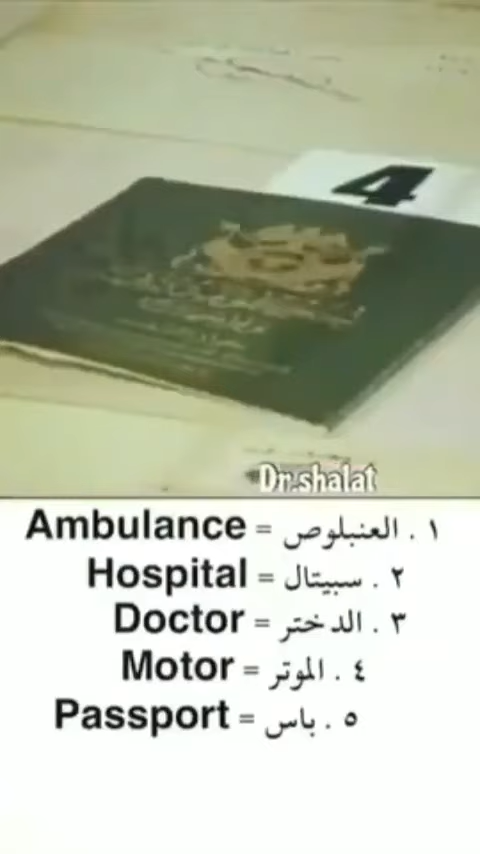 4
Dr.shalat
١ . العنبلوص = Ambulance
٢ . سبيتال = Hospital
٣ . الدختر = Doctor
٤ . الموتر = Motor
٥ . باس = Passport